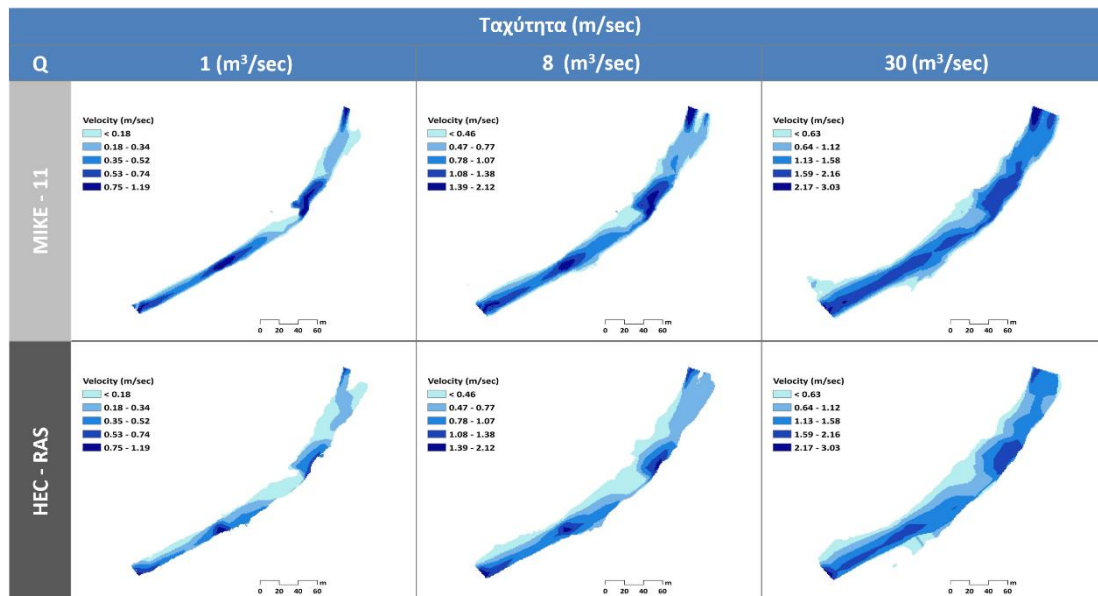 Ταχύτητα (m/sec)
Q 1 (m³/sec) 8 (m³/sec) 30 (m³/sec)
MIKE - 11
Velocity (m/sec)
< 0.18
0.18 - 0.34
0.35 - 0.52
0.53 - 0.74
0.75 - 1.19
0 20 40 60 m
Velocity (m/sec)
< 0.46
0.47 - 0.77
0.78 - 1.07
1.08 - 1.38
1.39 - 2.12
0 20 40 60 m
Velocity (m/sec)
< 0.63
0.64 - 1.12
1.13 - 1.58
1.59 - 2.16
2.17 - 3.03
0 20 40 60 m
HEC - RAS
Velocity (m/sec)
< 0.18
0.18 - 0.34
0.35 - 0.52
0.53 - 0.74
0.75 - 1.19
0 20 40 60 m
Velocity (m/sec)
< 0.46
0.47 - 0.77
0.78 - 1.07
1.08 - 1.38
1.39 - 2.12
0 20 40 60 m
Velocity (m/sec)
< 0.63
0.64 - 1.12
1.13 - 1.58
1.59 - 2.16
2.17 - 3.03
0 20 40 60 m